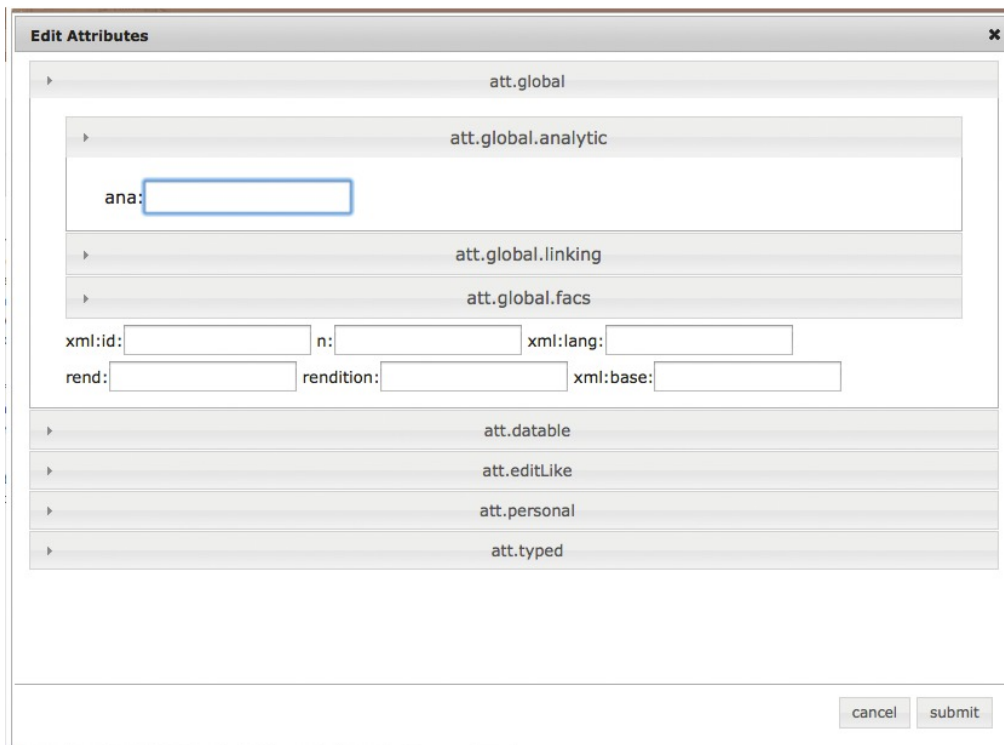 Edit Attributes
att.global
att.global.analytic
ana:
att.global.linking
att.global.facs
xml:id: n: xml:lang:
rend: rendition: xml:base:
att.datable
att.editLike
att.personal
att.typed
cancel submit